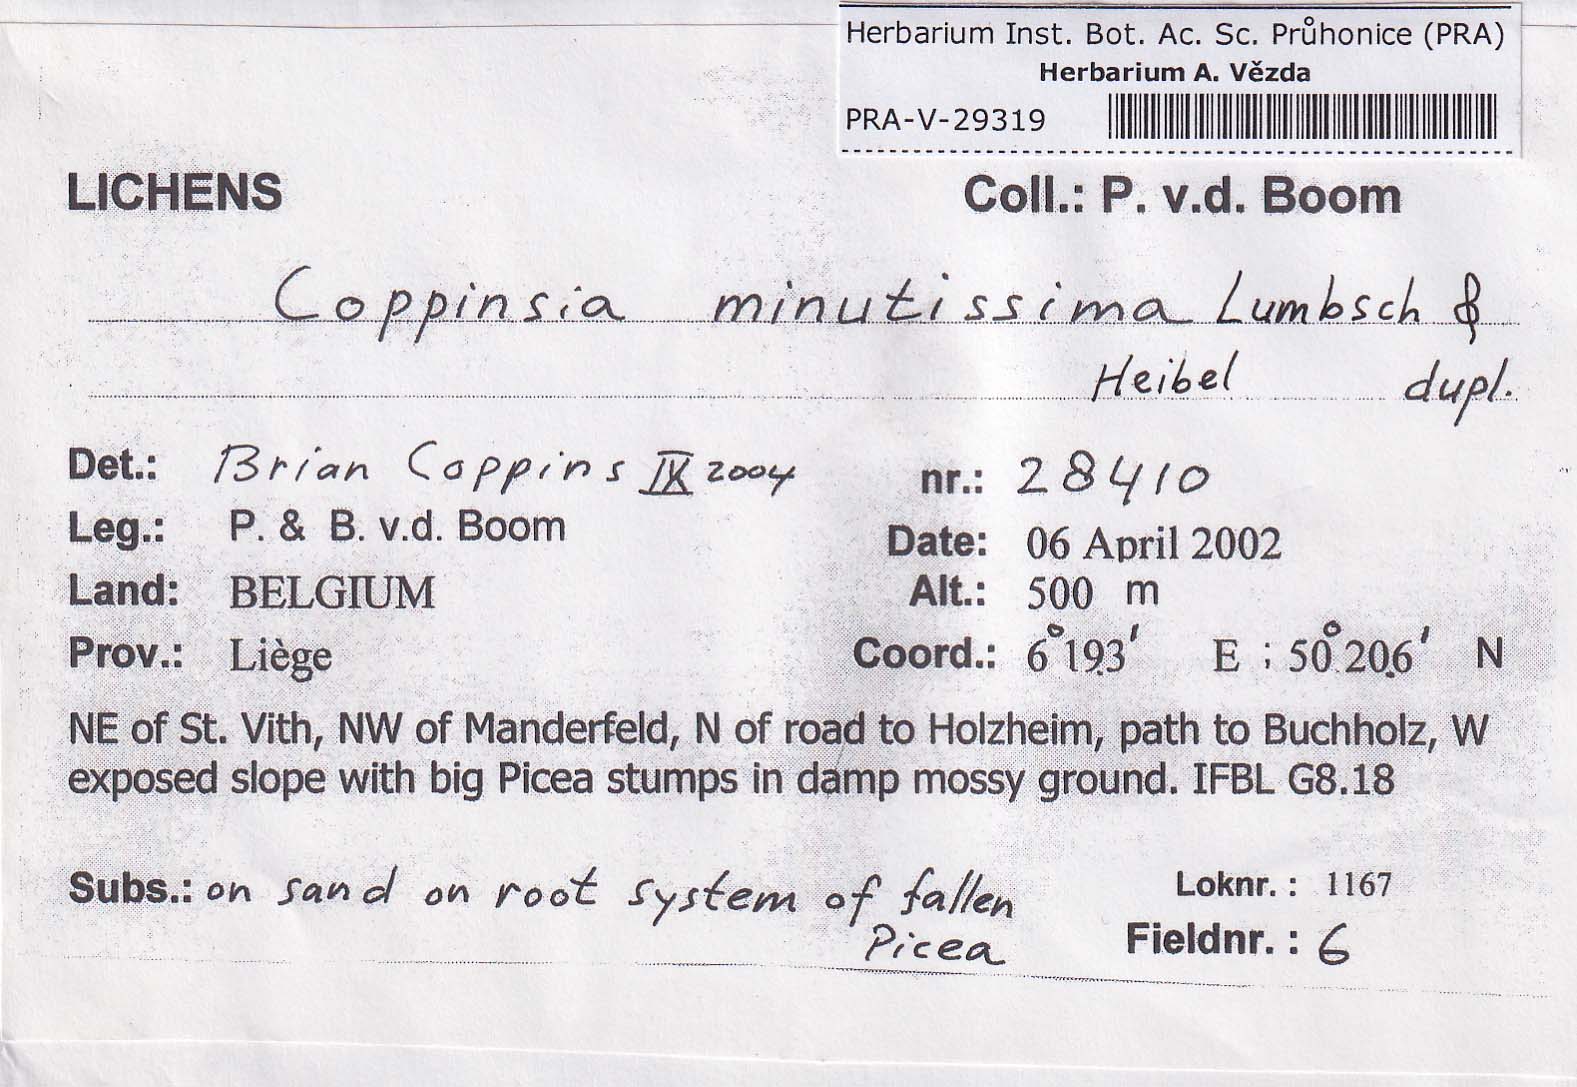 Herbarium Inst. Bot. Ac. Sc. Průhonice (PRA)
Herbarium A. Vězda
PRA-V-29319
LICHENS Coll.: P. v.d. Boom
Coppinsia minutissima Lumbsch &
Heibel dupl.
Det.: Brian Coppins IX 2004 nr.: 28410
Leg.: P. & B. v.d. Boom Date: 06 April 2002
Land: BELGIUM Alt.: 500 m
Prov.: Liège Coord.: 6°19.3' E ; 50°20.6' N
NE of St. Vith, NW of Manderfeld, N of road to Holzheim, path to Buchholz, W
exposed slope with big Picea stumps in damp mossy ground. IFBL G8.18
Subs.: on sand on root system of fallen Loknr. : 1167
Picea Fieldnr. : 6